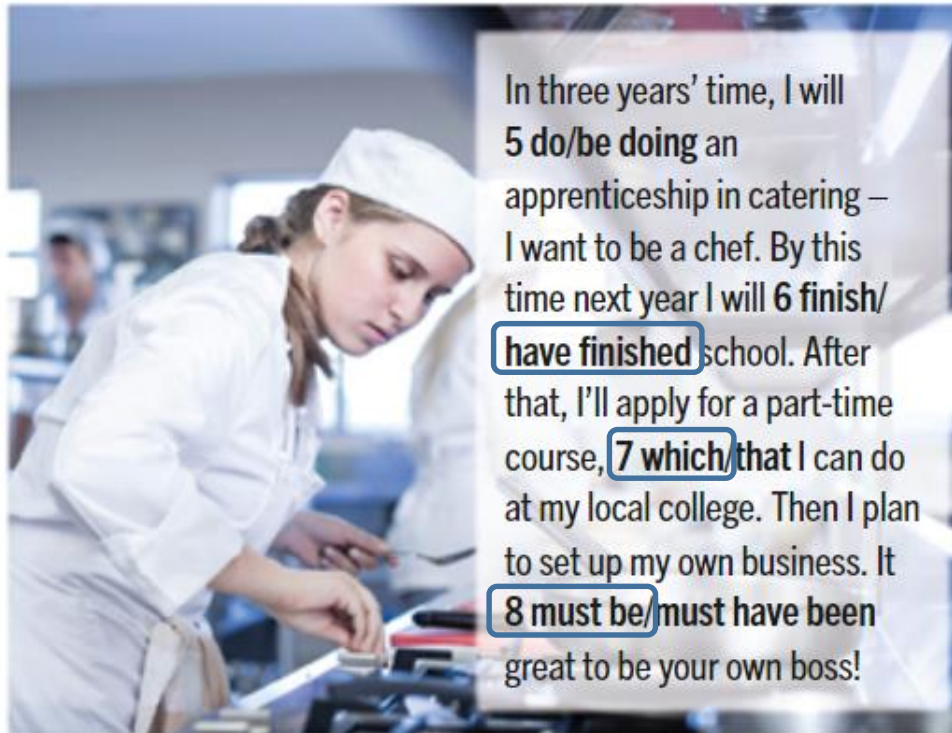 In three years’ time, I will
5 do/be doing an
apprenticeship in catering –
I want to be a chef. By this
time next year I will 6 finish/
have finished school. After
that, I’ll apply for a part-time
course, 7 which/that I can do
at my local college. Then I plan
to set up my own business. It
8 must be/must have been
great to be your own boss!